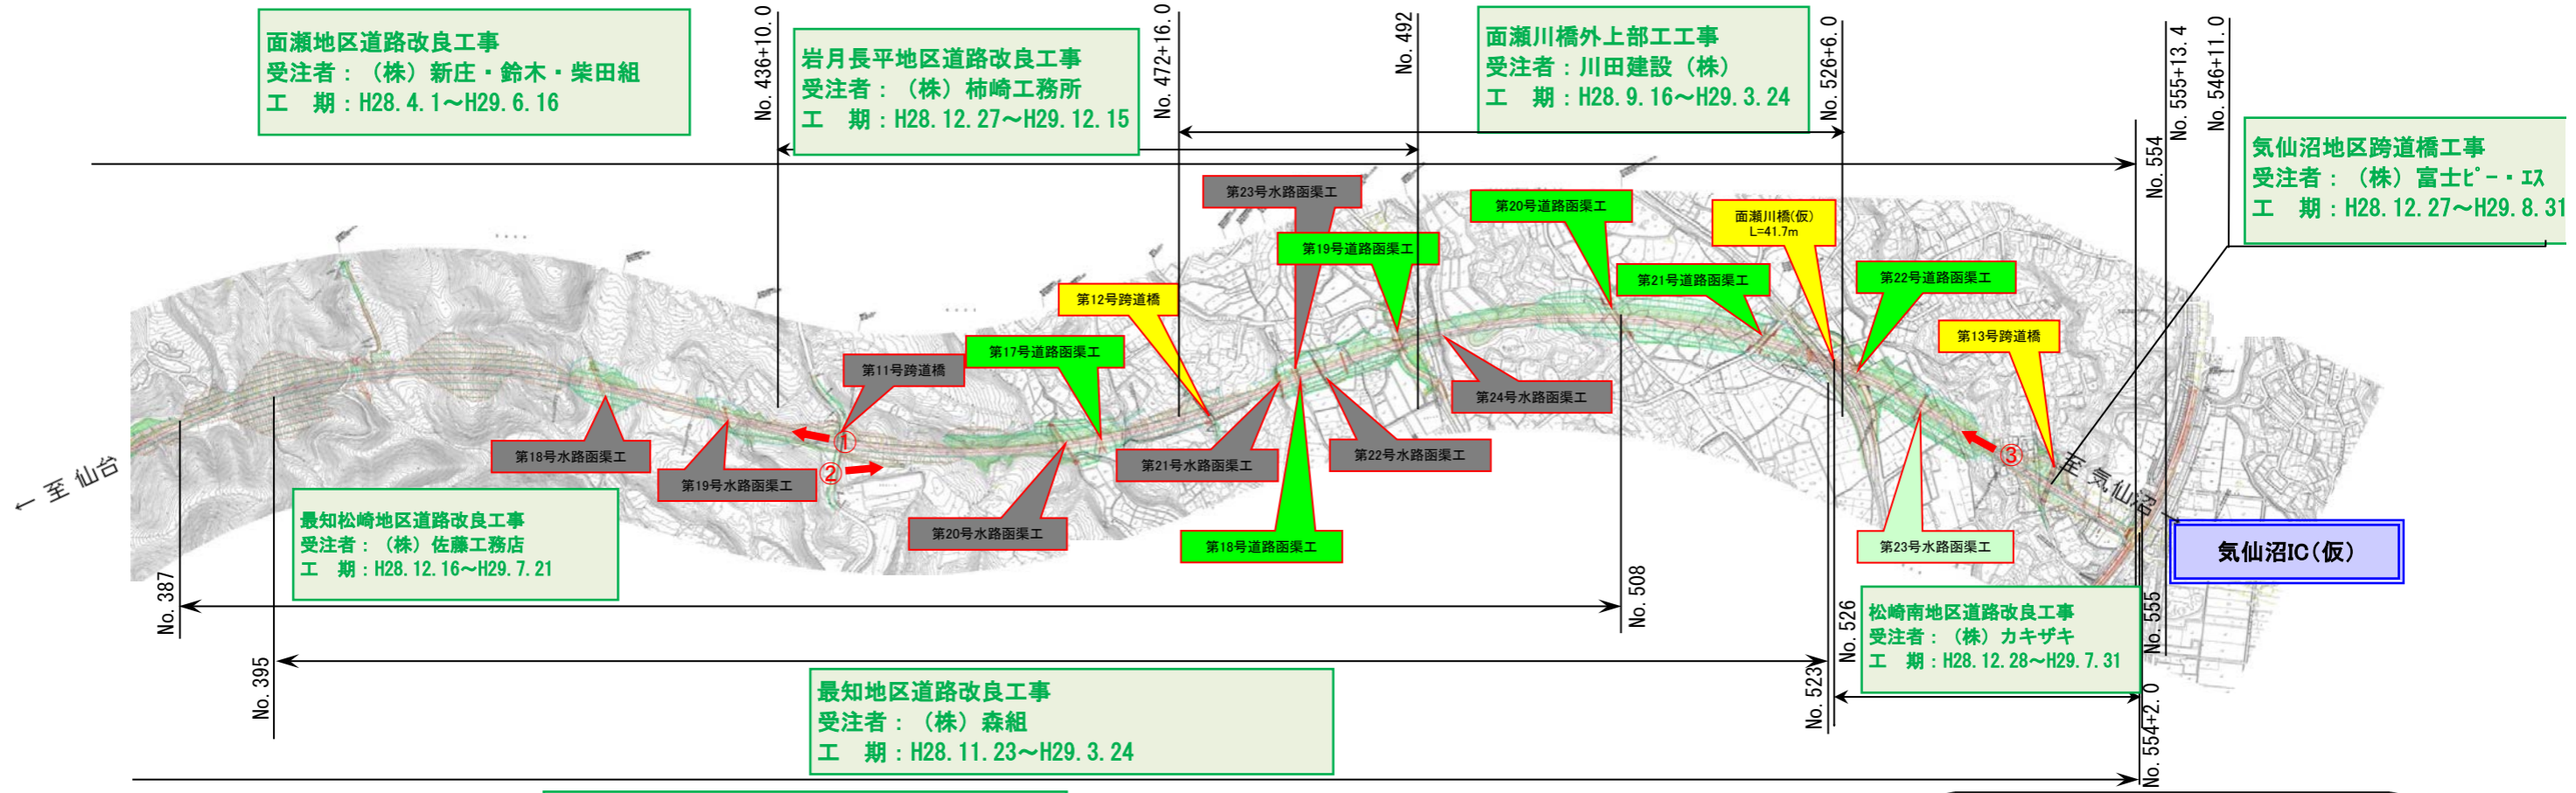 面瀬地区道路改良工事
受注者：（株）新庄・鈴木・柴田組
工　期：H28.4.1～H29.6.16
No.436+10.0
岩月長平地区道路改良工事
受注者：（株）柿崎工務所
工　期：H28.12.27～H29.12.15
No.472+16.0
No.492
面瀬川橋外上部工工事
受注者：川田建設（株）
工　期：H28.9.16～H29.3.24
No.526+6.0
No.554
No.555+13.4
No.546+11.0
気仙沼地区跨道橋工事
受注者：（株）富士ピー・エス
工　期：H28.12.27～H29.8.31
第23号水路函渠工
第19号道路函渠工
第20号道路函渠工
面瀬川橋(仮)
L=41.7m
第21号道路函渠工
第22号道路函渠工
第12号跨道橋
第17号道路函渠工
第11号跨道橋
第13号跨道橋
第24号水路函渠工
第18号水路函渠工
第19号水路函渠工
①
②
③
第20号水路函渠工
第21号水路函渠工
第22号水路函渠工
第18号道路函渠工
第23号水路函渠工
← 至 仙台
至 気仙沼 →
気仙沼IC(仮)
最知松崎地区道路改良工事
受注者：（株）佐藤工務店
工　期：H28.12.16～H29.7.21
No.387
No.508
No.395
No.523
No.526
松崎南地区道路改良工事
受注者：（株）カキザキ
工　期：H28.12.28～H29.7.31
No.555
No.554+2.0
最知地区道路改良工事
受注者：（株）森組
工　期：H28.11.23～H29.3.24